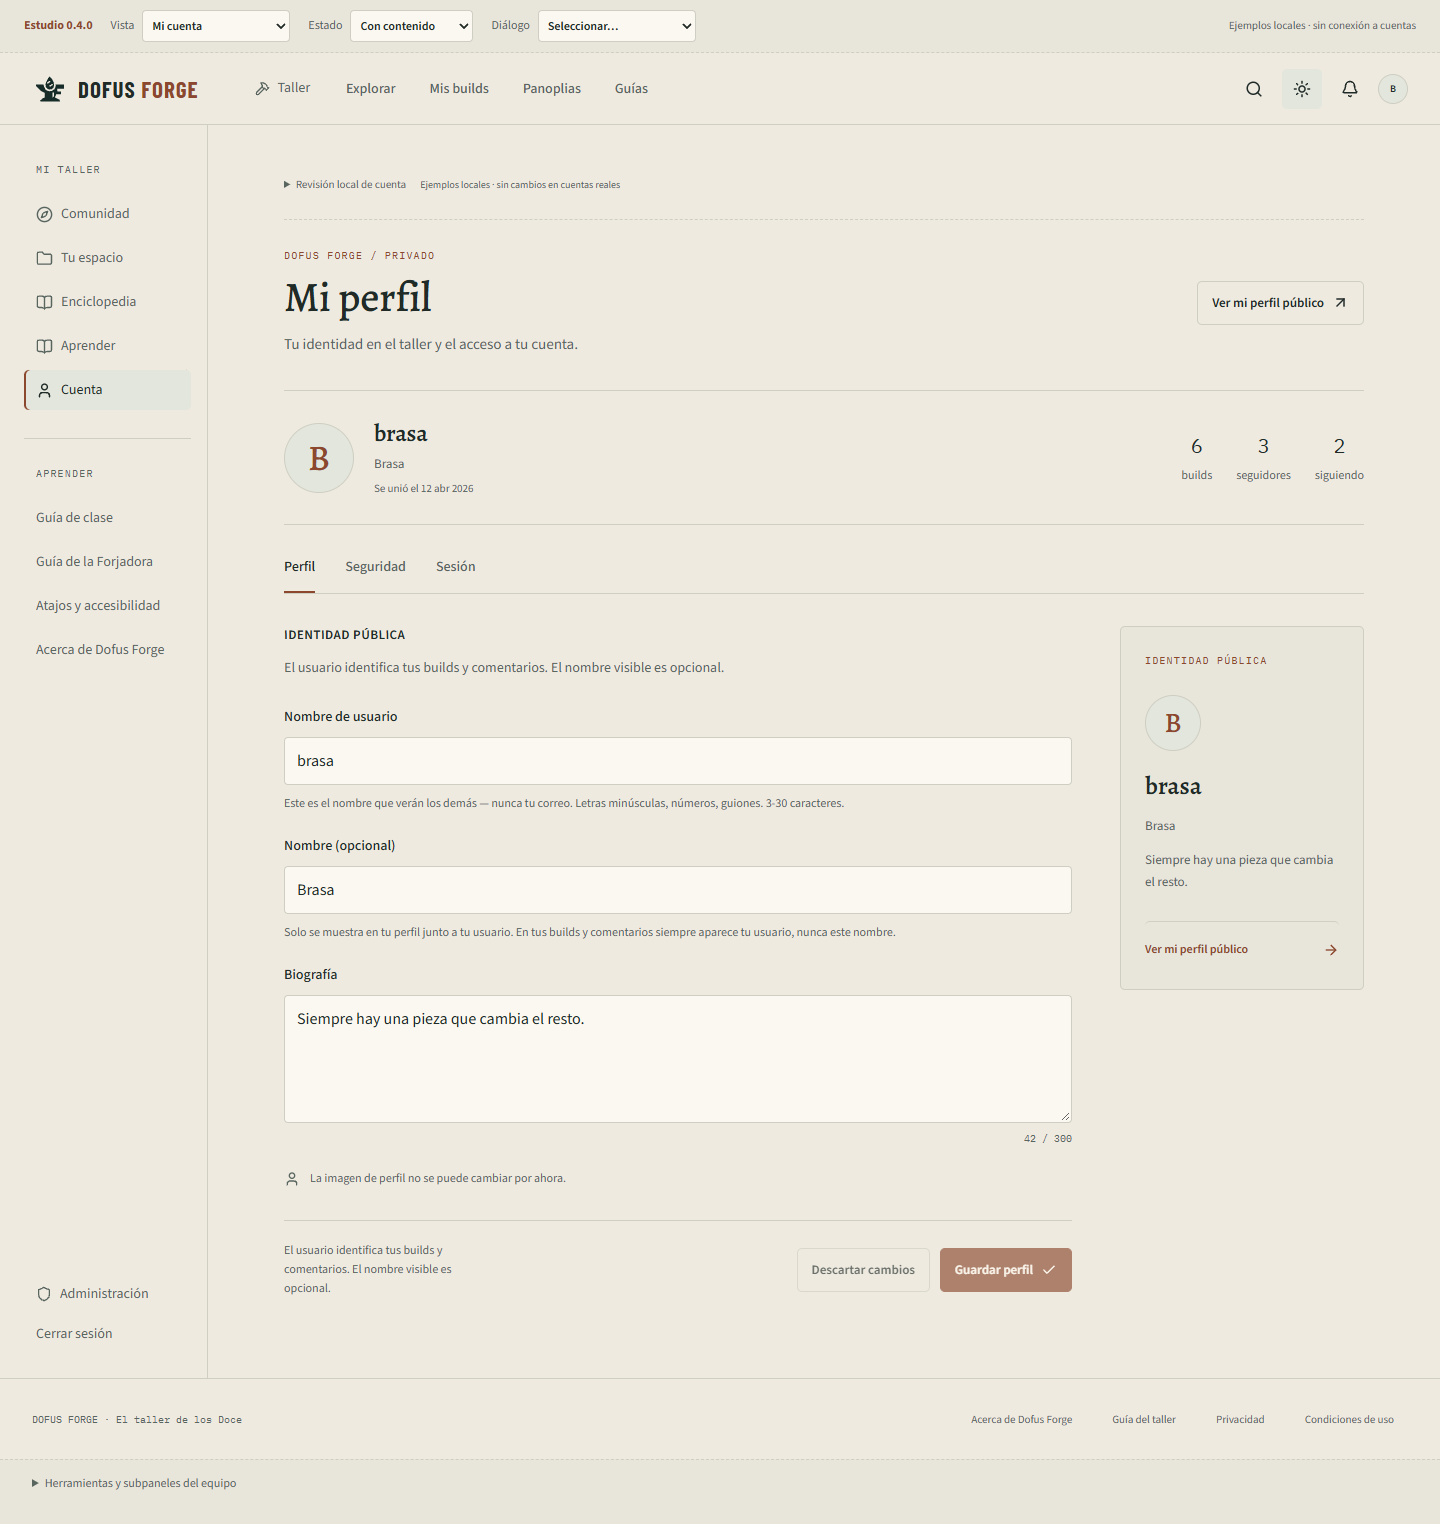 Estudio 0.4.0 Vista Mi cuenta Estado Con contenido Diálogo Seleccionar... Ejemplos locales · sin conexión a cuentas
DOFUS FORGE Taller Explorar Mis builds Panoplias Guías B
MI TALLER
Comunidad
Tu espacio
Enciclopedia
Aprender
Cuenta
APRENDER
Guía de clase
Guía de la Forjadora
Atajos y accesibilidad
Acerca de Dofus Forge
Administración
Cerrar sesión
Revisión local de cuenta Ejemplos locales · sin cambios en cuentas reales
DOFUS FORGE / PRIVADO
Mi perfil
Tu identidad en el taller y el acceso a tu cuenta.
Ver mi perfil público
B
brasa
Brasa
Se unió el 12 abr 2026
6 builds
3 seguidores
2 siguiendo
Perfil Seguridad Sesión
IDENTIDAD PÚBLICA
El usuario identifica tus builds y comentarios. El nombre visible es opcional.
Nombre de usuario
brasa
Este es el nombre que verán los demás — nunca tu correo. Letras minúsculas, números, guiones. 3-30 caracteres.
Nombre (opcional)
Brasa
Solo se muestra en tu perfil junto a tu usuario. En tus builds y comentarios siempre aparece tu usuario, nunca este nombre.
Biografía
Siempre hay una pieza que cambia el resto.
42 / 300
La imagen de perfil no se puede cambiar por ahora.
El usuario identifica tus builds y
comentarios. El nombre visible es
opcional.
Descartar cambios Guardar perfil
IDENTIDAD PÚBLICA
B
brasa
Brasa
Siempre hay una pieza que cambia
el resto.
Ver mi perfil público
DOFUS FORGE · El taller de los Doce Acerca de Dofus Forge Guía del taller Privacidad Condiciones de uso
Herramientas y subpaneles del equipo